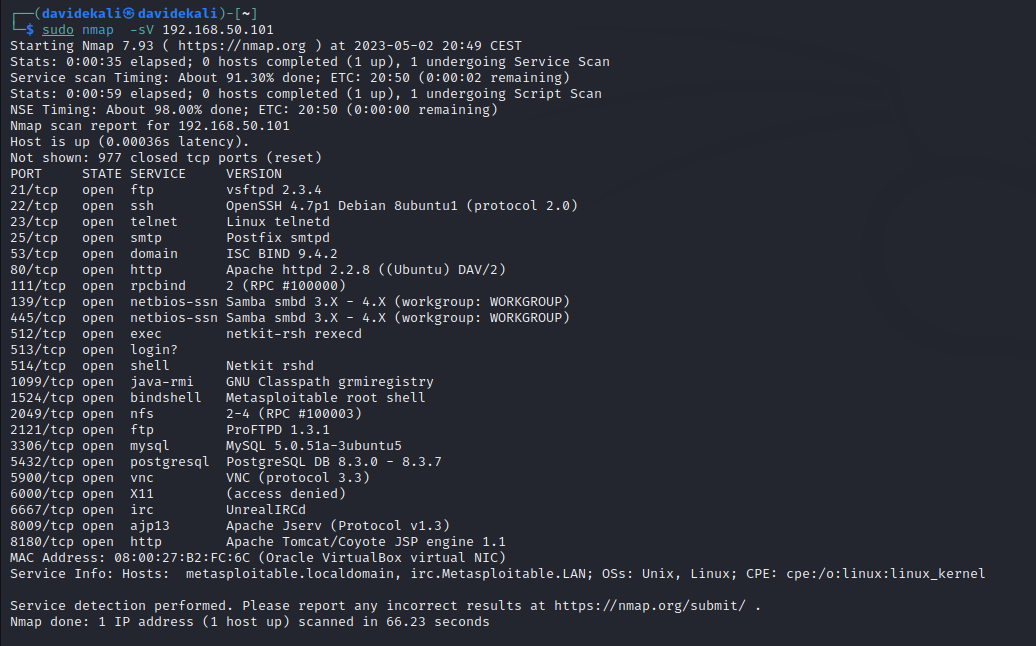 ┌──(davidekali㉿davidekali)-[~]
└─$ sudo nmap  -sV 192.168.50.101
Starting Nmap 7.93 ( https://nmap.org ) at 2023-05-02 20:49 CEST
Stats: 0:00:35 elapsed; 0 hosts completed (1 up), 1 undergoing Service Scan
Service scan Timing: About 91.30% done; ETC: 20:50 (0:00:02 remaining)
Stats: 0:00:59 elapsed; 0 hosts completed (1 up), 1 undergoing Script Scan
NSE Timing: About 98.00% done; ETC: 20:50 (0:00:00 remaining)
Nmap scan report for 192.168.50.101
Host is up (0.00036s latency).
Not shown: 977 closed tcp ports (reset)
PORT     STATE SERVICE     VERSION
21/tcp   open  ftp         vsftpd 2.3.4
22/tcp   open  ssh         OpenSSH 4.7p1 Debian 8ubuntu1 (protocol 2.0)
23/tcp   open  telnet      Linux telnetd
25/tcp   open  smtp        Postfix smtpd
53/tcp   open  domain      ISC BIND 9.4.2
80/tcp   open  http        Apache httpd 2.2.8 ((Ubuntu) DAV/2)
111/tcp  open  rpcbind     2 (RPC #100000)
139/tcp  open  netbios-ssn Samba smbd 3.X - 4.X (workgroup: WORKGROUP)
445/tcp  open  netbios-ssn Samba smbd 3.X - 4.X (workgroup: WORKGROUP)
512/tcp  open  exec        netkit-rsh rexecd
513/tcp  open  login?
514/tcp  open  shell       Netkit rshd
1099/tcp open  java-rmi    GNU Classpath grmiregistry
1524/tcp open  bindshell   Metasploitable root shell
2049/tcp open  nfs         2-4 (RPC #100003)
2121/tcp open  ftp         ProFTPD 1.3.1
3306/tcp open  mysql       MySQL 5.0.51a-3ubuntu5
5432/tcp open  postgresql  PostgreSQL DB 8.3.0 - 8.3.7
5900/tcp open  vnc         VNC (protocol 3.3)
6000/tcp open  X11         (access denied)
6667/tcp open  irc         UnrealIRCd
8009/tcp open  ajp13       Apache Jserv (Protocol v1.3)
8180/tcp open  http        Apache Tomcat/Coyote JSP engine 1.1
MAC Address: 08:00:27:B2:FC:6C (Oracle VirtualBox virtual NIC)
Service Info: Hosts:  metasploitable.localdomain, irc.Metasploitable.LAN; OSs: Unix, Linux; CPE: cpe:/o:linux:linux_kernel

Service detection performed. Please report any incorrect results at https://nmap.org/submit/ .
Nmap done: 1 IP address (1 host up) scanned in 66.23 seconds